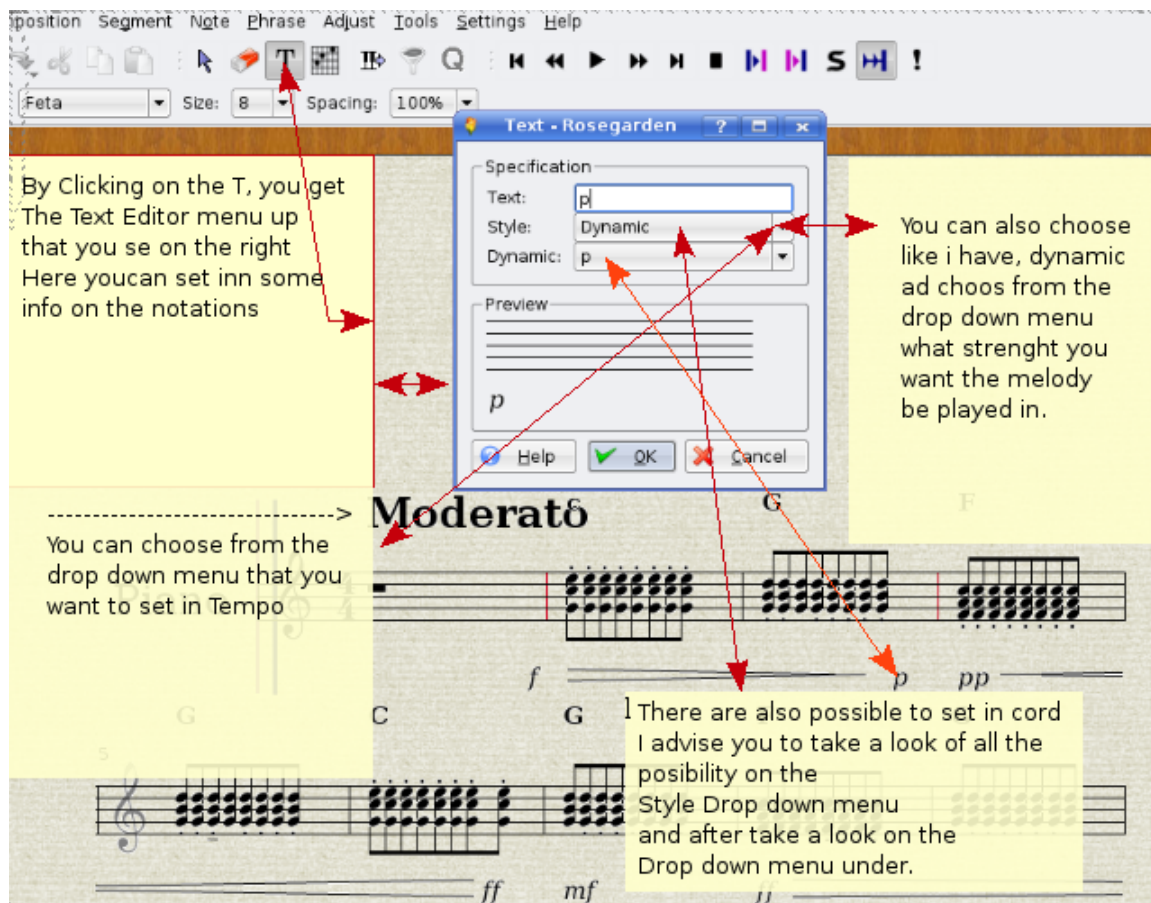 position Segment Note Phrase Adjust Tools Settings Help
T Q S !
Feta Size: 8 Spacing: 100%
Text - Rosegarden ?
Specification
Text: p
Style: Dynamic
Dynamic: p
Preview
p
Help OK Cancel
By Clicking on the T, you get
The Text Editor menu up
that you se on the right
Here youcan set inn some
info on the notations
You can also choose
like i have, dynamic
ad choos from the
drop down menu
what strenght you
want the melody
be played in.
------------------------------>
You can choose from the
drop down menu that you
want to set in Tempo
Moderato
C G F
Piano
4
4
f p pp
G C G
5
There are also possible to set in cord
I advise you to take a look of all the
posibility on the
Style Drop down menu
and after take a look on the
Drop down menu under.
ff mf ff